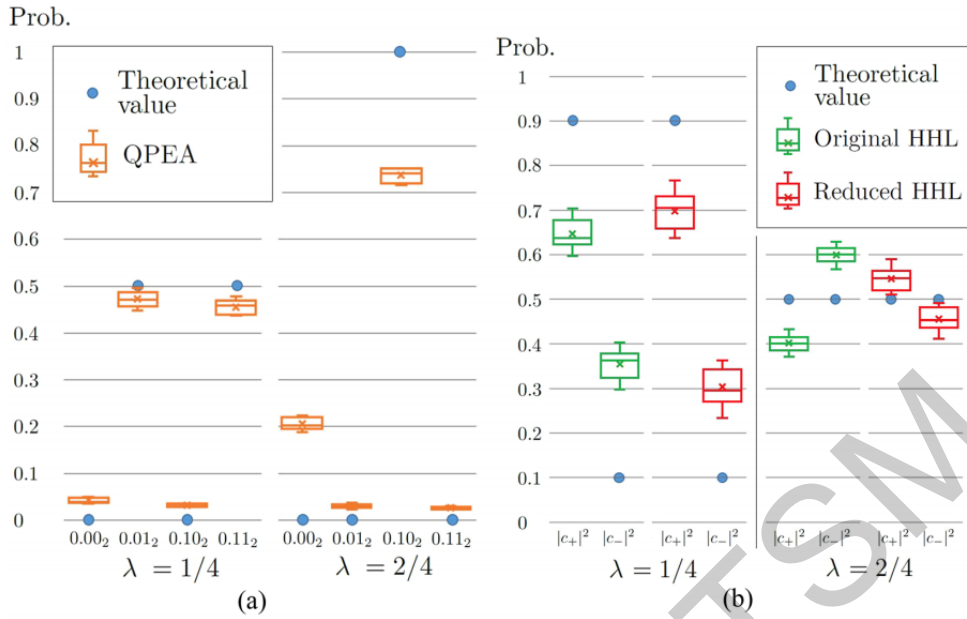 Prob.
1
0.9
0.8
0.7
0.6
0.5
0.4
0.3
0.2
0.1
0
Theoretical
value
QPEA
0.00₂ 0.01₂ 0.10₂ 0.11₂ 0.00₂ 0.01₂ 0.10₂ 0.11₂
λ = 1/4 λ = 2/4
(a)
Prob.
1
0.9
0.8
0.7
0.6
0.5
0.4
0.3
0.2
0.1
0
Theoretical
value
Original HHL
Reduced HHL
|c₊|² |c₋|² |c₊|² |c₋|² |c₊|² |c₋|² |c₊|² |c₋|²
λ = 1/4 λ = 2/4
(b)
TSM